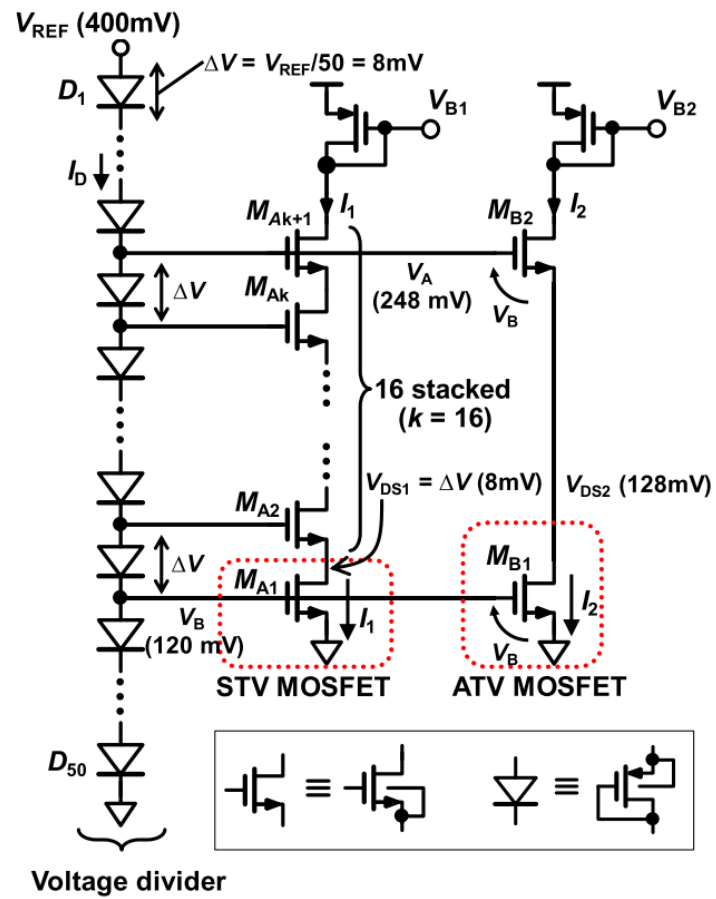 VREF (400mV)
ΔV = VREF/50 = 8mV
D1
VB1
VB2
ID
I1
I2
MAk+1
MB2
ΔV
MAk
VA
(248 mV)
VB
16 stacked
(k = 16)
MA2
VDS1 = ΔV (8mV)
VDS2 (128mV)
ΔV
MA1
MB1
VB
(120 mV)
I1
VB
I2
STV MOSFET
ATV MOSFET
D50
≡
≡
Voltage divider